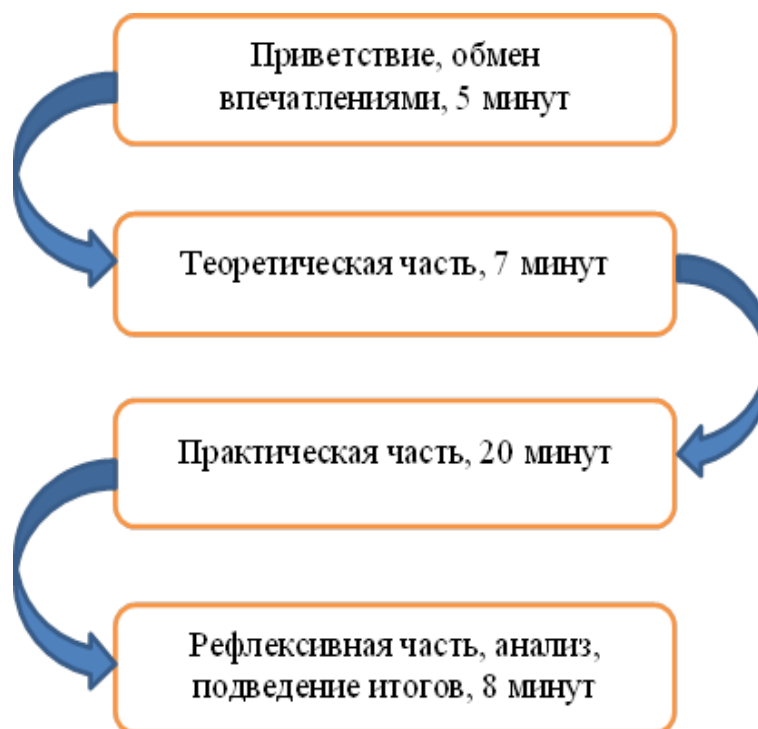 Приветствие, обмен
впечатлениями, 5 минут
Теоретическая часть, 7 минут
Практическая часть, 20 минут
Рефлексивная часть, анализ,
подведение итогов, 8 минут